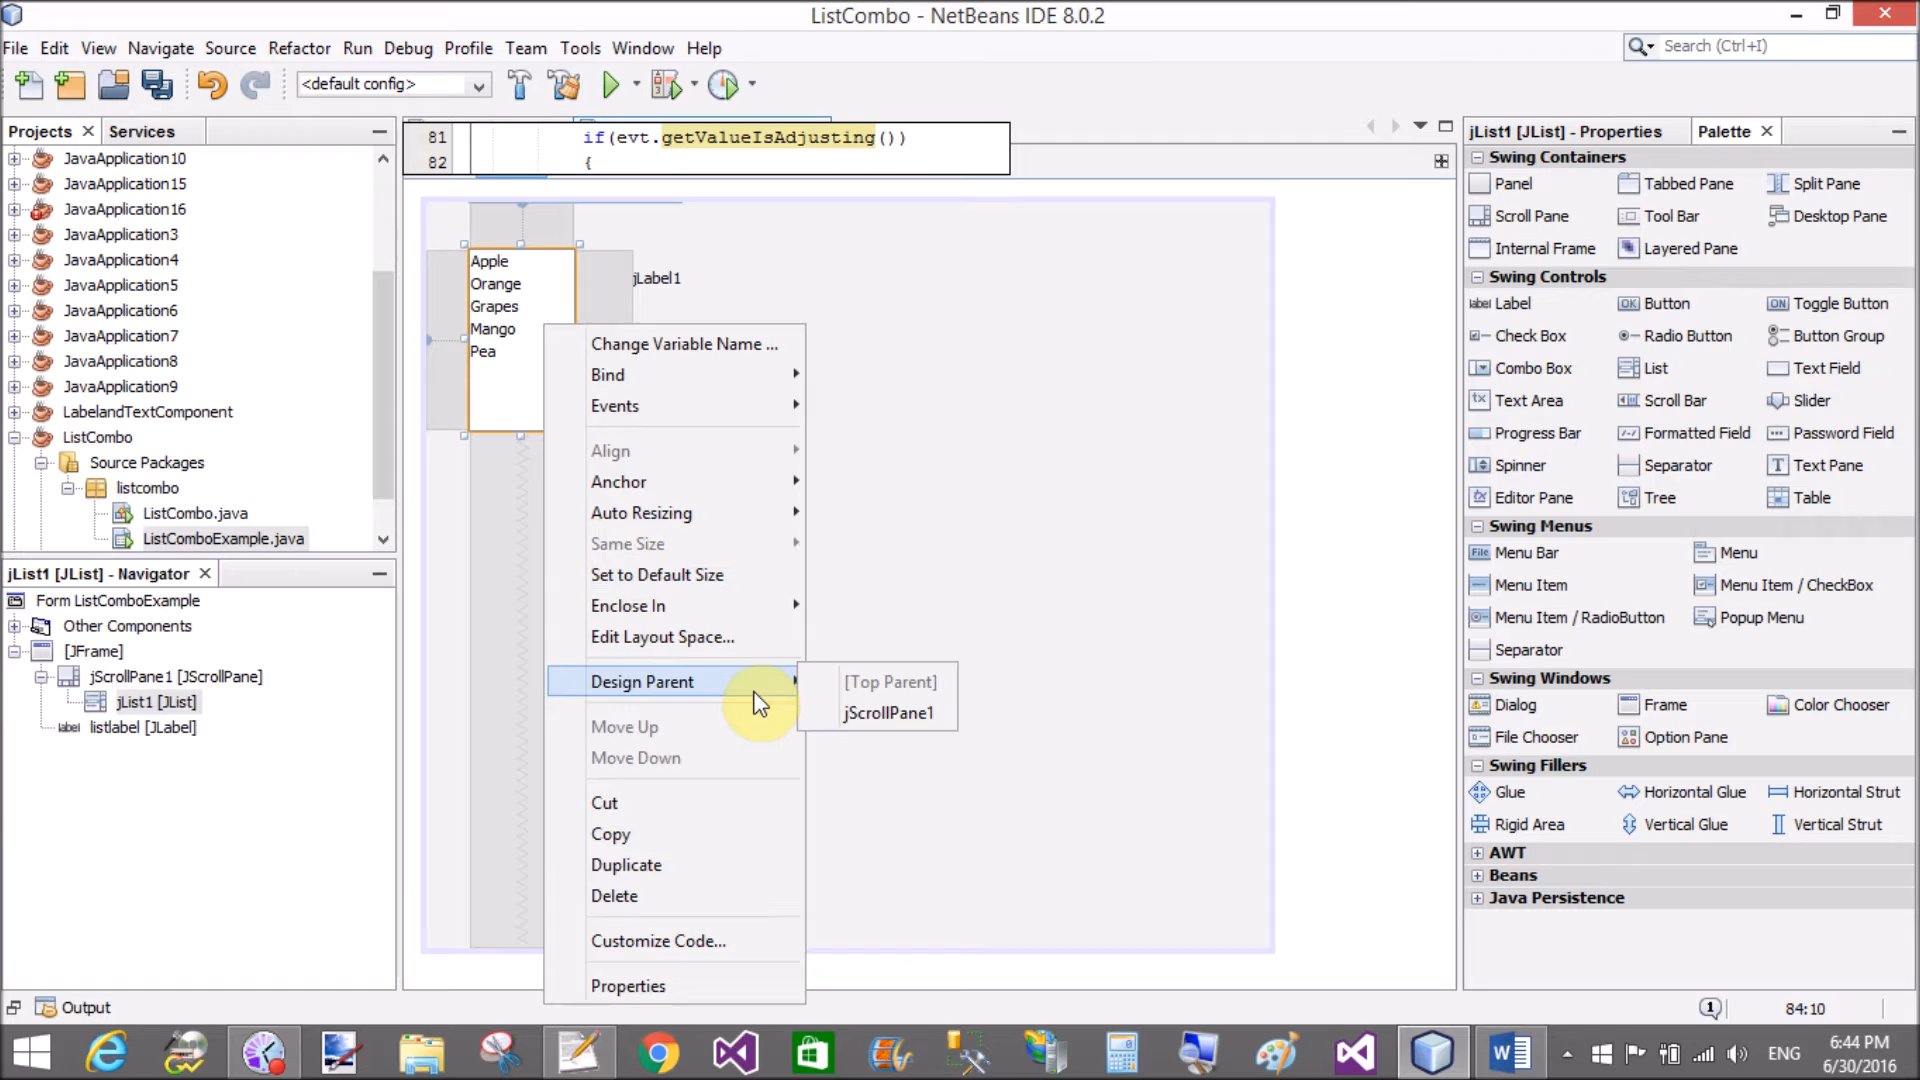 ListCombo - NetBeans IDE 8.0.2
File Edit View Navigate Source Refactor Run Debug Profile Team Tools Window Help
Search (Ctrl+I)
<default config>
Projects
Services
JavaApplication10
JavaApplication15
JavaApplication16
JavaApplication3
JavaApplication4
JavaApplication5
JavaApplication6
JavaApplication7
JavaApplication8
JavaApplication9
LabelandTextComponent
ListCombo
Source Packages
listcombo
ListCombo.java
ListComboExample.java
jList1 [JList] - Navigator
Form ListComboExample
Other Components
[JFrame]
jScrollPane1 [JScrollPane]
jList1 [JList]
label listlabel [JLabel]
Output
81 if(evt.getValueIsAdjusting())
82 {
Apple
Orange
Grapes
Mango
Pea
jLabel1
Change Variable Name ...
Bind
Events
Align
Anchor
Auto Resizing
Same Size
Set to Default Size
Enclose In
Edit Layout Space...
Design Parent
Move Up
Move Down
Cut
Copy
Duplicate
Delete
Customize Code...
Properties
[Top Parent]
jScrollPane1
jList1 [JList] - Properties
Palette
Swing Containers
Panel Tabbed Pane Split Pane
Scroll Pane Tool Bar Desktop Pane
Internal Frame Layered Pane
Swing Controls
label Label OK Button ON Toggle Button
Check Box Radio Button Button Group
Combo Box List Text Field
Text Area Scroll Bar Slider
Progress Bar Formatted Field Password Field
Spinner Separator Text Pane
Editor Pane Tree Table
Swing Menus
File Menu Bar Menu
Menu Item Menu Item / CheckBox
Menu Item / RadioButton Popup Menu
Separator
Swing Windows
Dialog Frame Color Chooser
File Chooser Option Pane
Swing Fillers
Glue Horizontal Glue Horizontal Strut
Rigid Area Vertical Glue Vertical Strut
AWT
Beans
Java Persistence
84:10
ENG
6:44 PM
6/30/2016